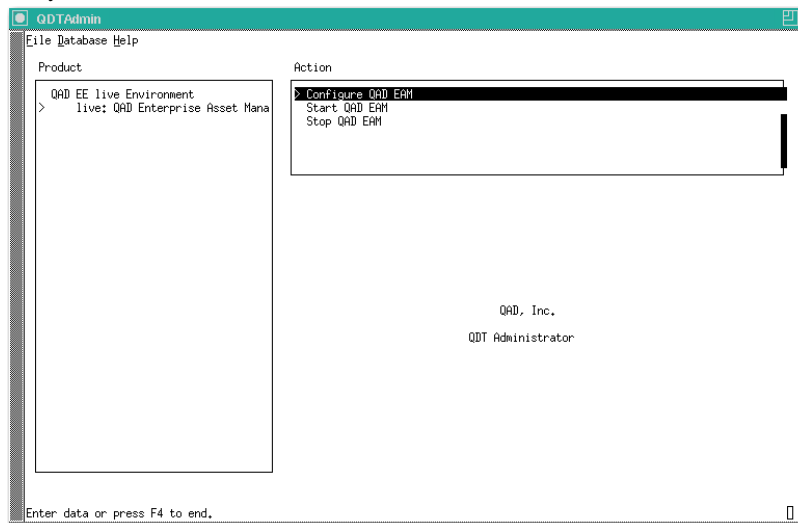 QDTAdmin
File Database Help
Product
Action
QAD EE live Environment
> live: QAD Enterprise Asset Mana
> Configure QAD EAM
Start QAD EAM
Stop QAD EAM
QAD, Inc.
QDT Administrator
Enter data or press F4 to end.